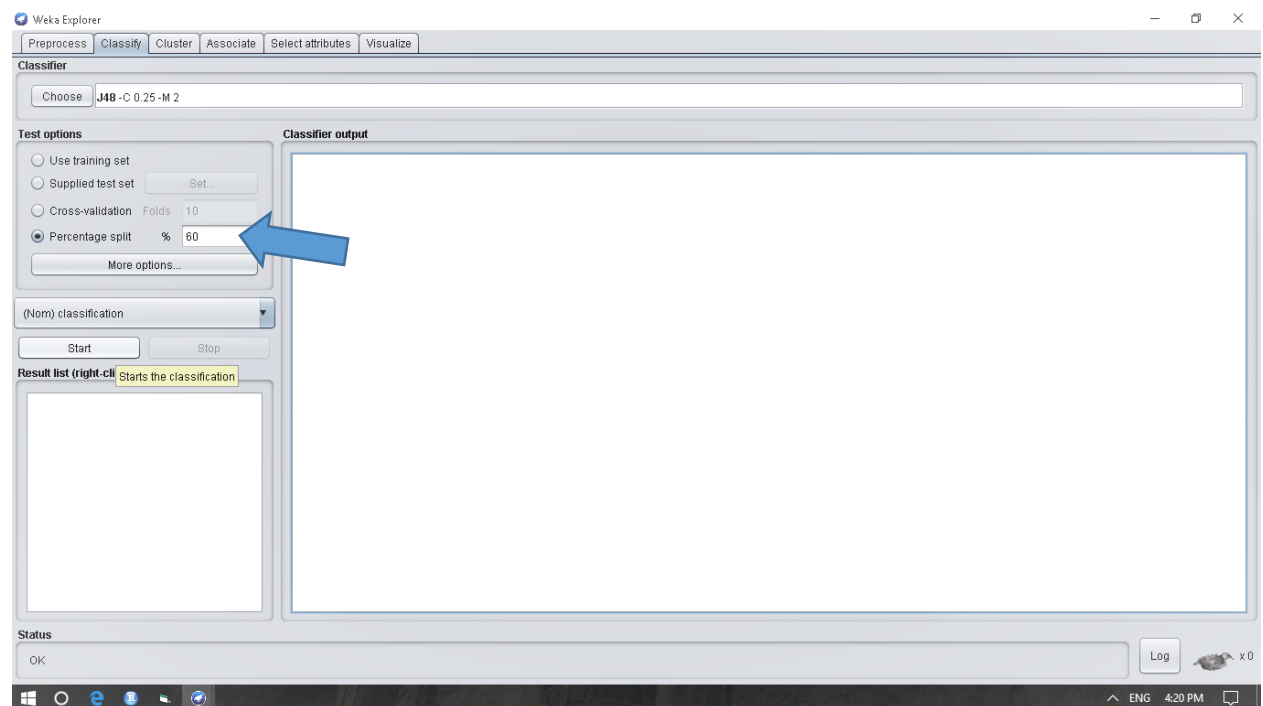 Weka Explorer
Preprocess Classify Cluster Associate Select attributes Visualize
Classifier
Choose J48 -C 0.25 -M 2
Test options
Use training set
Supplied test set Set...
Cross-validation Folds 10
Percentage split % 60
More options...
(Nom) classification
Start Stop
Result list (right-cli
Starts the classification
Classifier output
Status
OK
Log x 0
ENG 4:20 PM